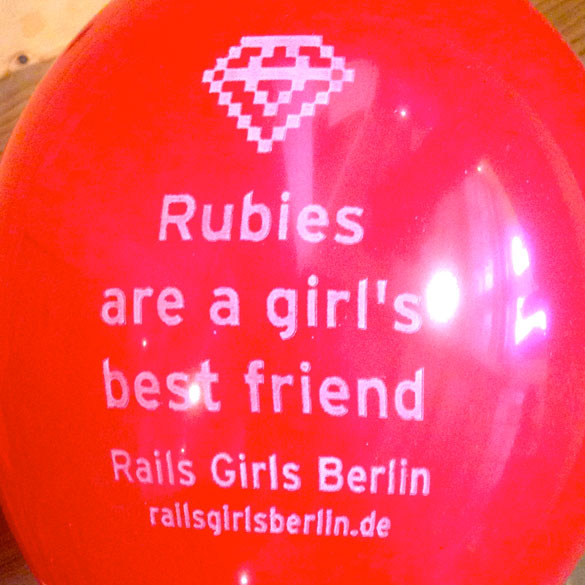 Rubies
are a girl's
best friend
Rails Girls Berlin
railsgirlsberlin.de